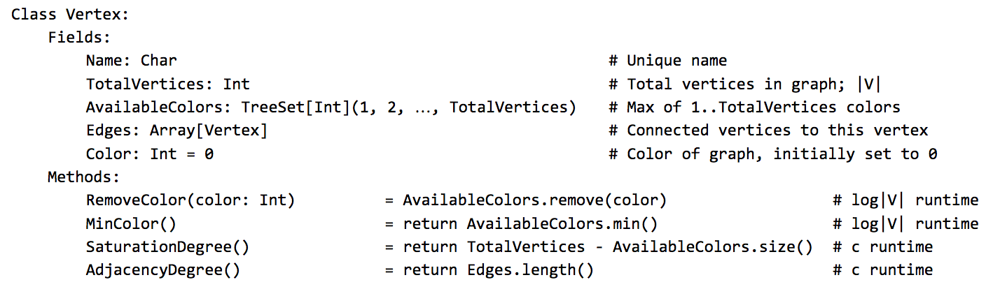 Class Vertex:
    Fields:
        Name: Char                                               # Unique name
        TotalVertices: Int                                       # Total vertices in graph; |V|
        AvailableColors: TreeSet[Int](1, 2, …, TotalVertices)    # Max of 1..TotalVertices colors
        Edges: Array[Vertex]                                     # Connected vertices to this vertex
        Color: Int = 0                                           # Color of graph, initially set to 0
    Methods:
        RemoveColor(color: Int)          = AvailableColors.remove(color)                  # log|V| runtime
        MinColor()                       = return AvailableColors.min()                   # log|V| runtime
        SaturationDegree()               = return TotalVertices - AvailableColors.size()  # c runtime
        AdjacencyDegree()                = return Edges.length()                          # c runtime